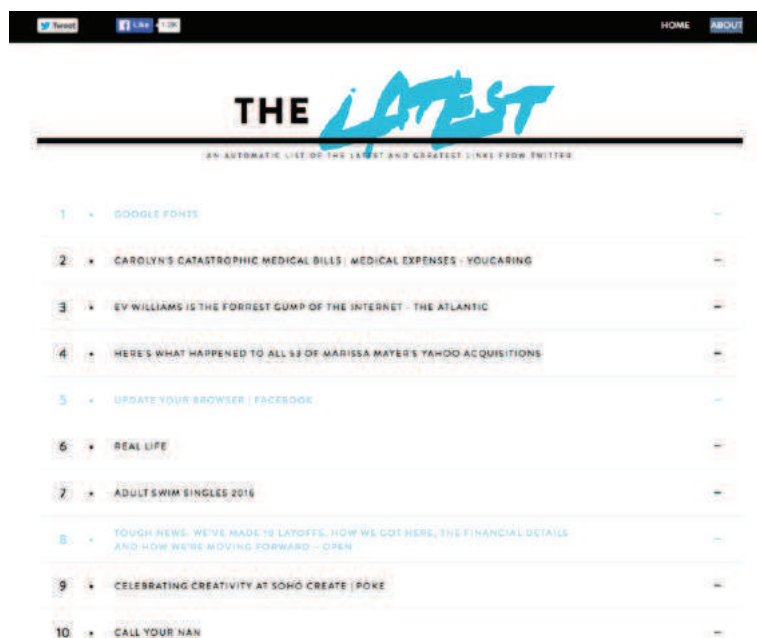 Tweet Like 1.2K HOME ABOUT
THE LATEST
AN AUTOMATIC LIST OF THE LATEST AND GREATEST LINKS FROM TWITTER
1 • GOOGLE FONTS –
2 • CAROLYN'S CATASTROPHIC MEDICAL BILLS | MEDICAL EXPENSES - YOUCARING –
3 • EV WILLIAMS IS THE FORREST GUMP OF THE INTERNET - THE ATLANTIC –
4 • HERE'S WHAT HAPPENED TO ALL 53 OF MARISSA MAYER'S YAHOO ACQUISITIONS –
5 • UPDATE YOUR BROWSER | FACEBOOK –
6 • REAL LIFE –
7 • ADULT SWIM SINGLES 2016 –
8 • TOUGH NEWS: WE'VE MADE 10 LAYOFFS. HOW WE GOT HERE, THE FINANCIAL DETAILS
AND HOW WE'RE MOVING FORWARD – OPEN –
9 • CELEBRATING CREATIVITY AT SOHO CREATE | POKE –
10 • CALL YOUR NAN –